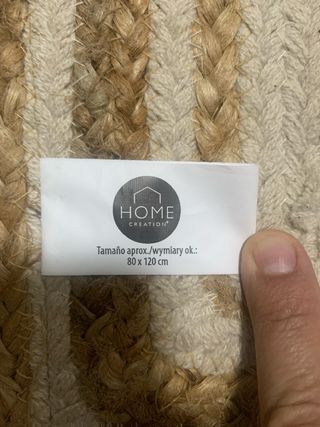 HOME
CREATION®
Tamaño aprox./wymiary ok.:
80 x 120 cm